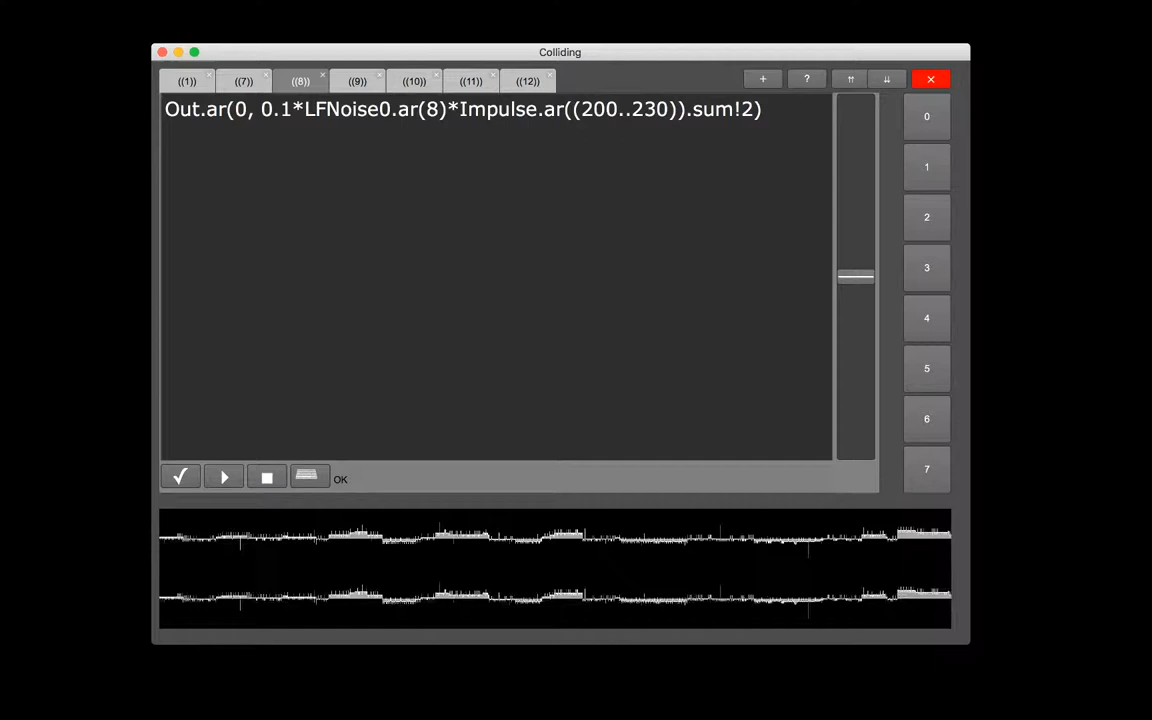 Colliding
((1)) ((7)) ((8)) ((9)) ((10)) ((11)) ((12)) + ?
Out.ar(0, 0.1*LFNoise0.ar(8)*Impulse.ar((200..230)).sum!2)
0
1
2
3
4
5
6
7
OK